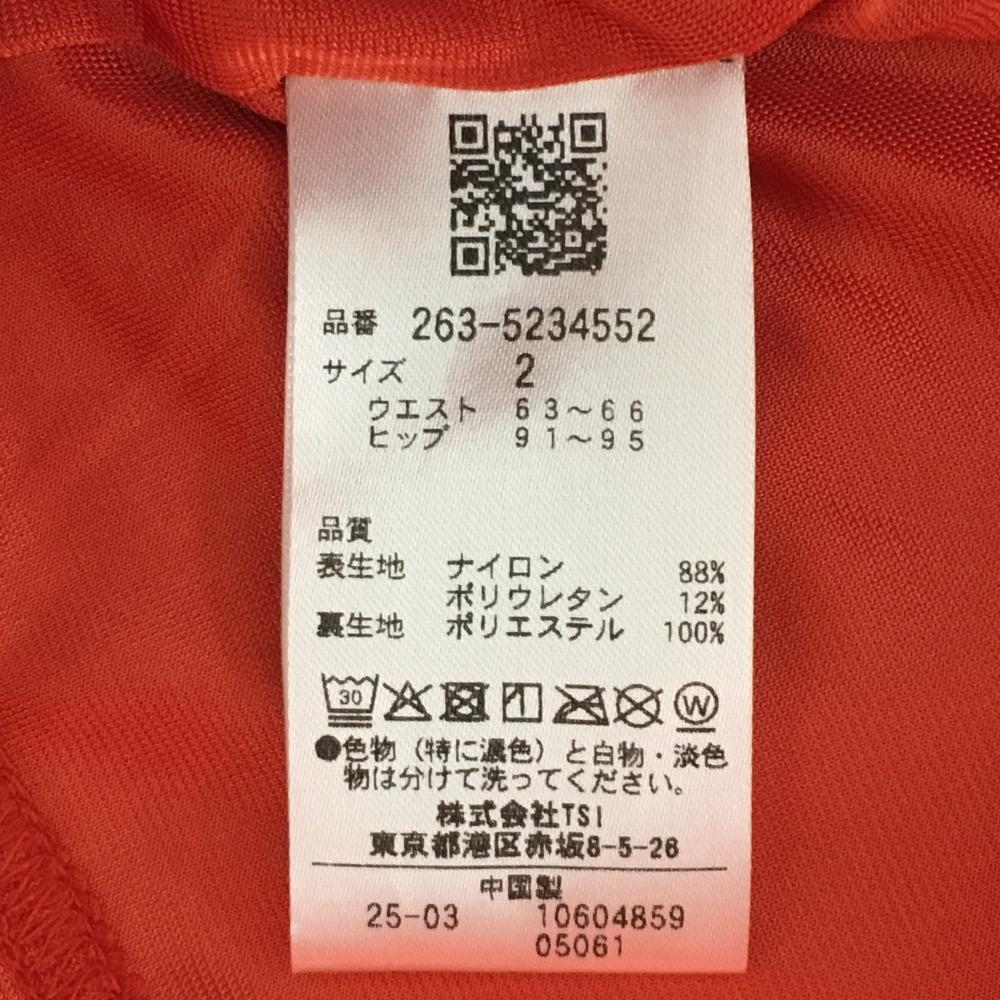 品番 263-5234552
サイズ 2
ウエスト 63～66
ヒップ 91～95
品質
表生地 ナイロン 88%
ポリウレタン 12%
裏生地 ポリエステル 100%
30
W
●色物（特に濃色）と白物・淡色
物は分けて洗ってください。
株式会社TSI
東京都港区赤坂8-5-26
中国製
25-03 10604859
05061